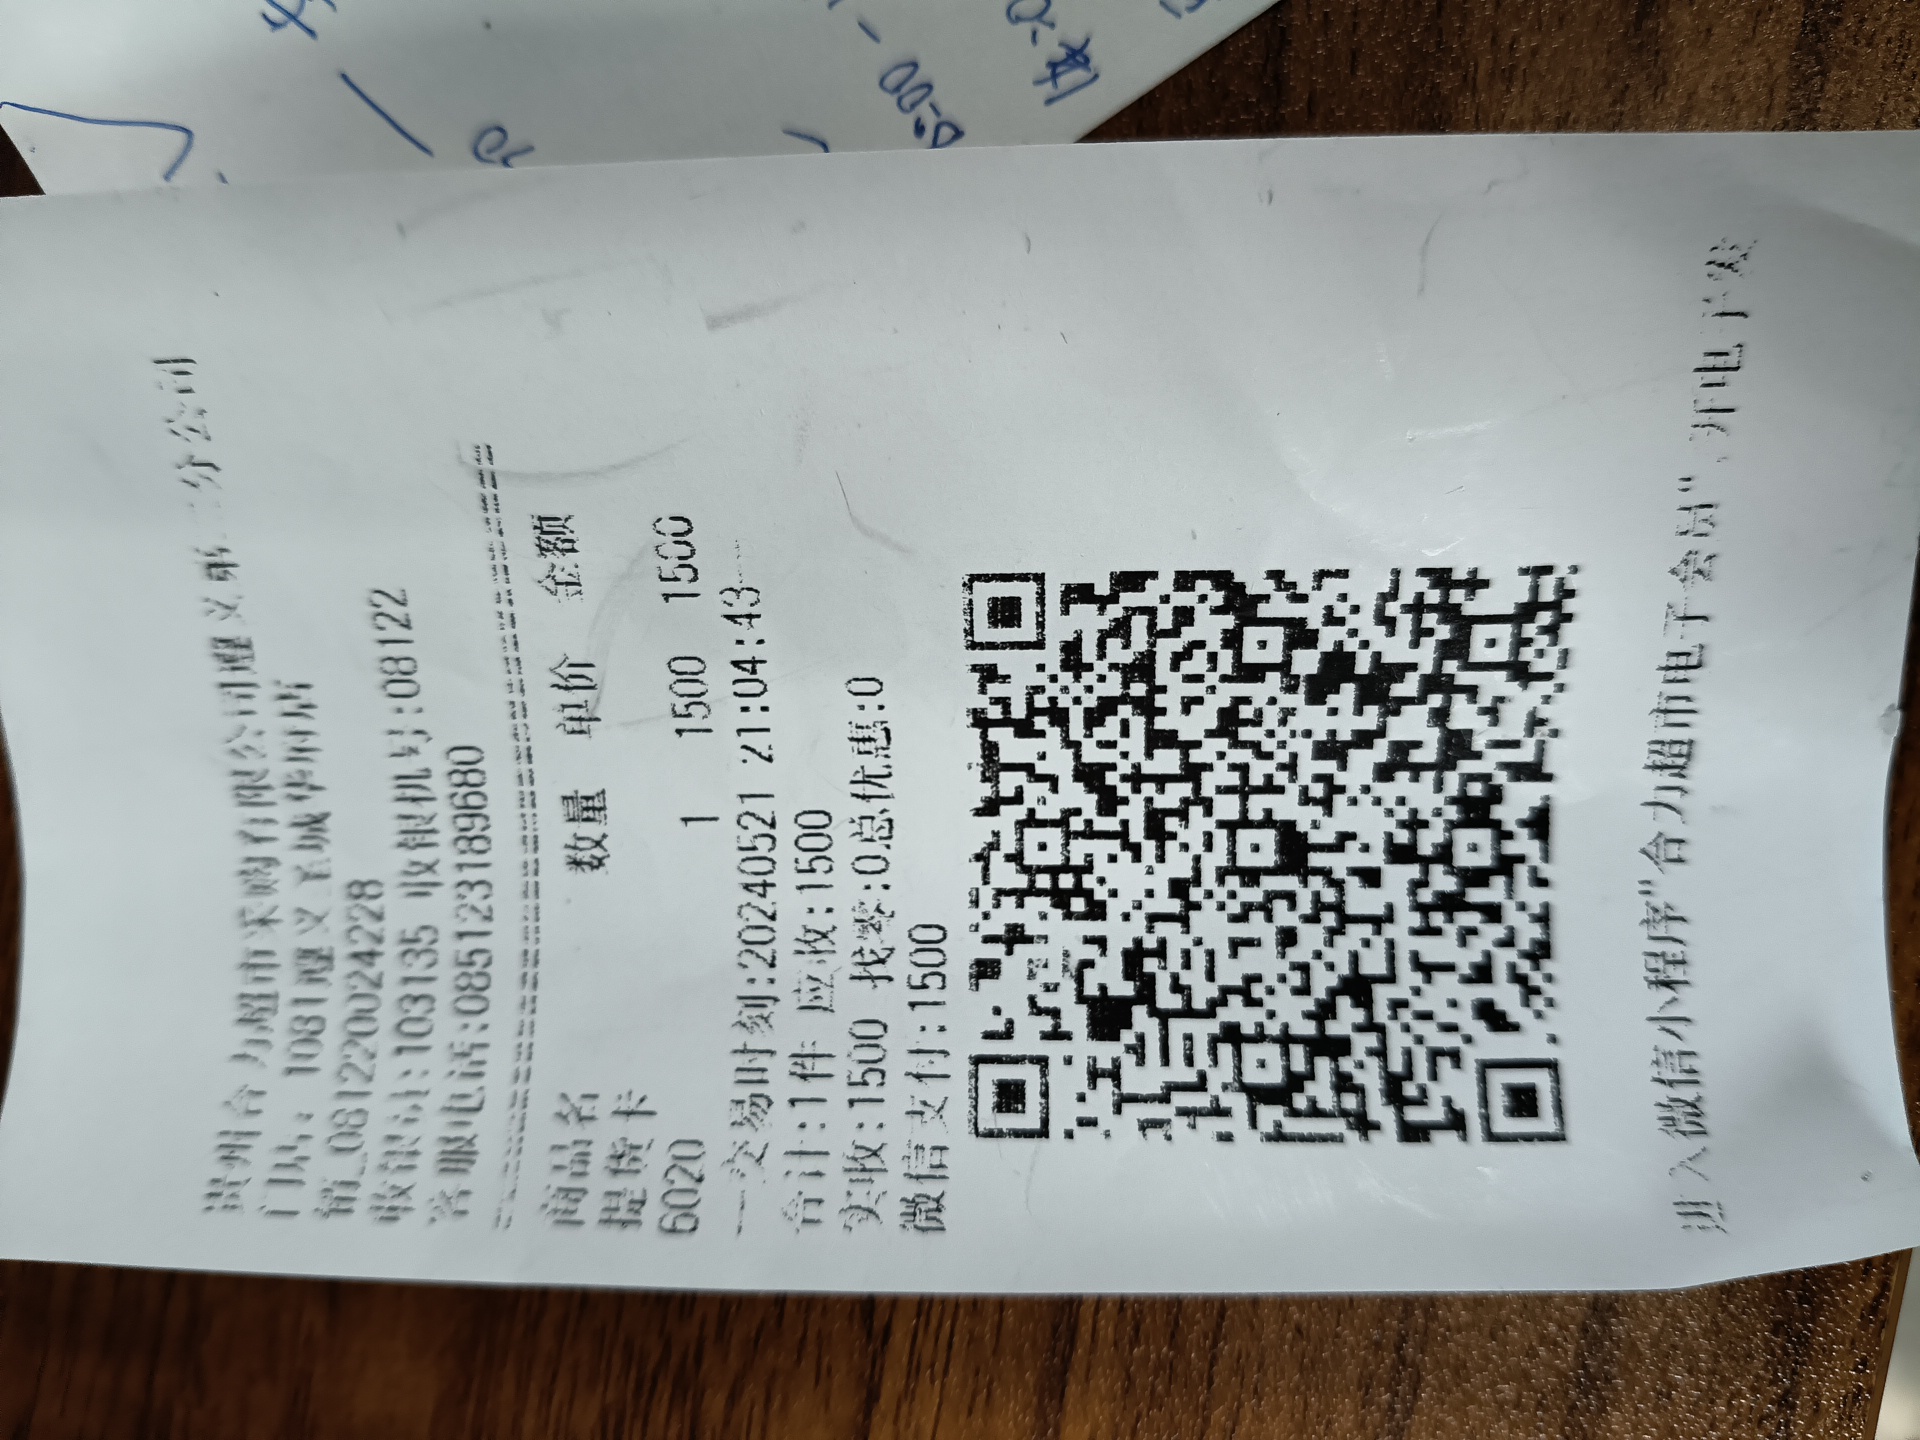 贵州合力超市采购有限公司遵义第二分公司
门店: 1081遵义圣城华府店
销_0812200242​28
收银员:103135 收银机号:08122
客服电话:085123189680
商品名 数量 单价 金额
提货卡
6020 1 1500 1500
交易时刻:20240521 21:04:43
合计:1件 应收:1500
实收:1500 找零:0总优惠:0
微信支付:1500
进入微信小程序"合力超市电子会员",开电子发